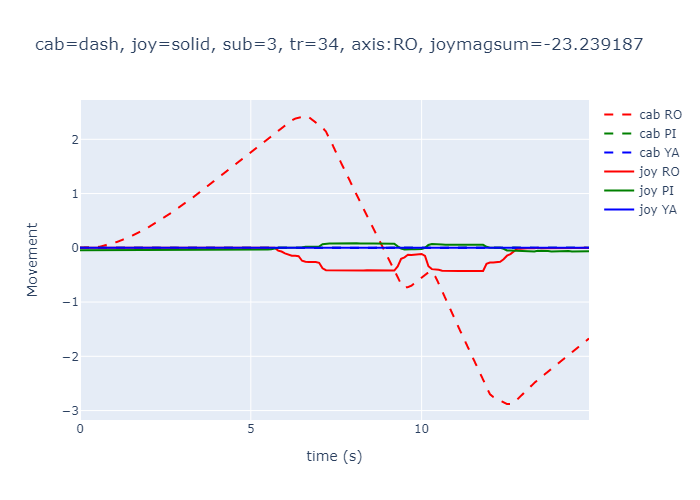 cab=dash, joy=solid, sub=3, tr=34, axis:RO, joymagsum=-23.239187
cab RO
cab PI
cab YA
joy RO
joy PI
joy YA
Movement
2
1
0
−1
−2
−3
0
5
10
time (s)